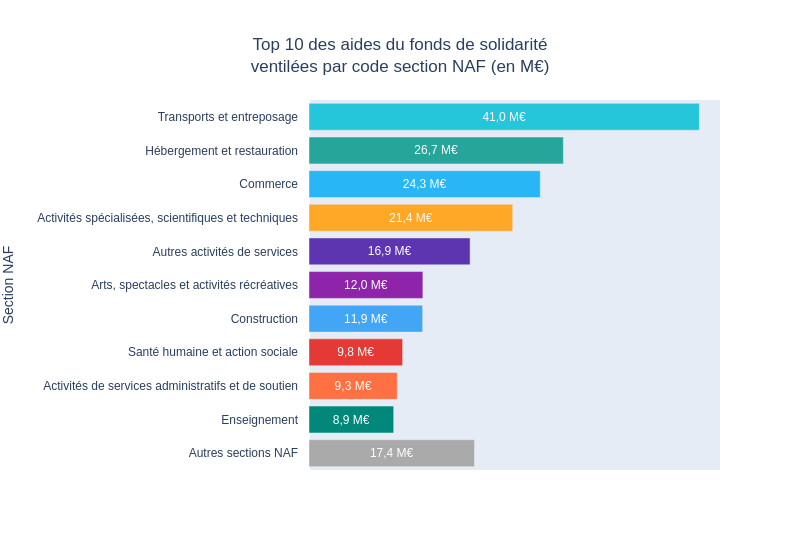 Top 10 des aides du fonds de solidarité
ventilées par code section NAF (en M€)
Section NAF
Transports et entreposage 41,0 M€
Hébergement et restauration 26,7 M€
Commerce 24,3 M€
Activités spécialisées, scientifiques et techniques 21,4 M€
Autres activités de services 16,9 M€
Arts, spectacles et activités récréatives 12,0 M€
Construction 11,9 M€
Santé humaine et action sociale 9,8 M€
Activités de services administratifs et de soutien 9,3 M€
Enseignement 8,9 M€
Autres sections NAF 17,4 M€